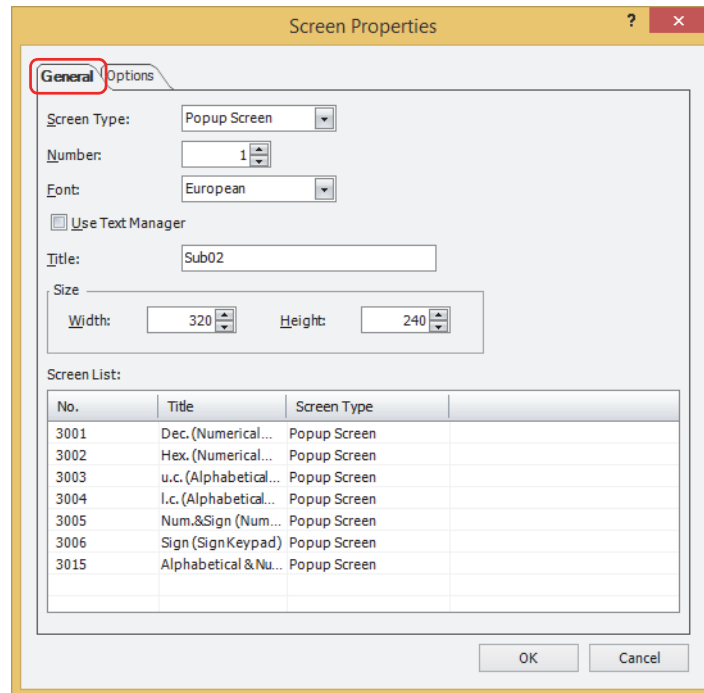 Screen Properties
?
General Options
Screen Type: Popup Screen
Number: 1
Font: European
Use Text Manager
Title: Sub02
Size
Width: 320 Height: 240
Screen List:
No. Title Screen Type
3001 Dec. (Numerical... Popup Screen
3002 Hex. (Numerical... Popup Screen
3003 u.c. (Alphabetical... Popup Screen
3004 l.c. (Alphabetical... Popup Screen
3005 Num.&Sign (Num... Popup Screen
3006 Sign (Sign Keypad) Popup Screen
3015 Alphabetical & Nu... Popup Screen
OK Cancel